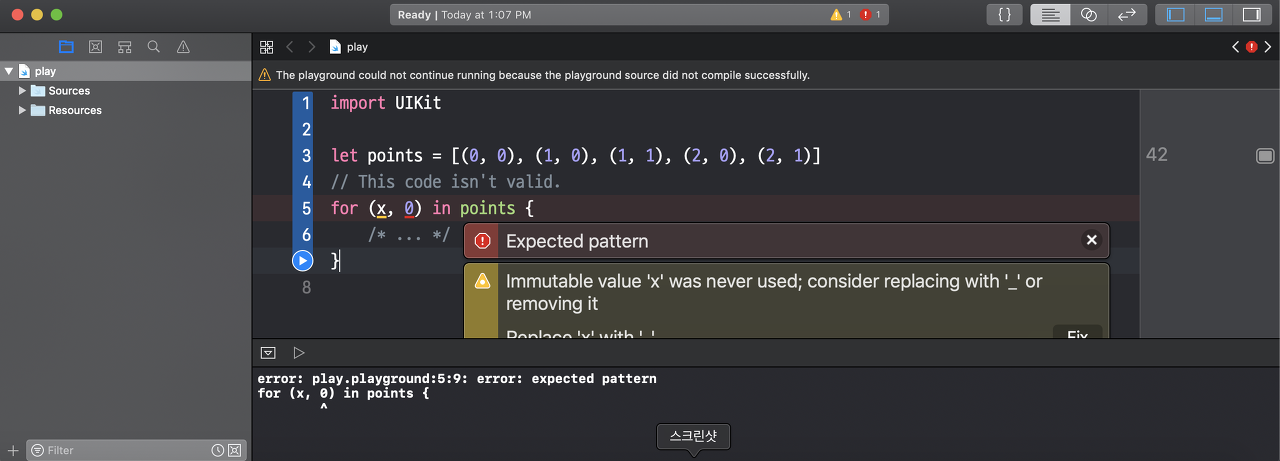 Ready | Today at 1:07 PM
1
1
{}
play
play
Sources
Resources
The playground could not continue running because the playground source did not compile successfully.
1 import UIKit
2
3 let points = [(0, 0), (1, 0), (1, 1), (2, 0), (2, 1)]
42
4 // This code isn't valid.
5 for (x, 0) in points {
6 /* ... */
}
8
Expected pattern
Immutable value 'x' was never used; consider replacing with '_' or
removing it
Replace 'x' with '_'
Fix
error: play.playground:5:9: error: expected pattern
for (x, 0) in points {
^
스크린샷
Filter